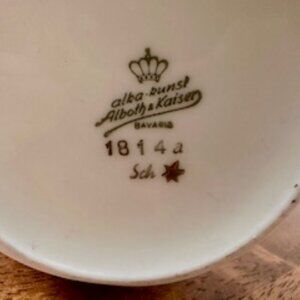 alba-kunst
Alboth & Kaiser
BAVARIA
1814a
Sch